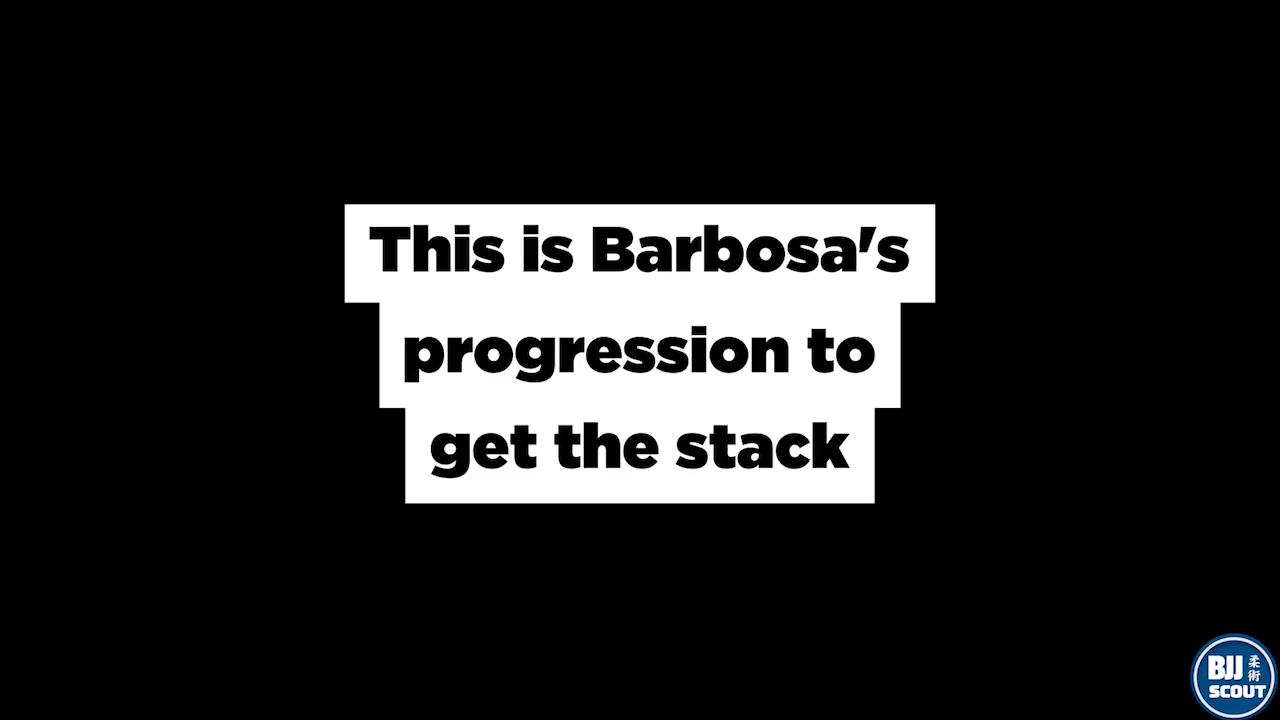 This is Barbosa's
progression to
get the stack
BJJ 柔術
SCOUT